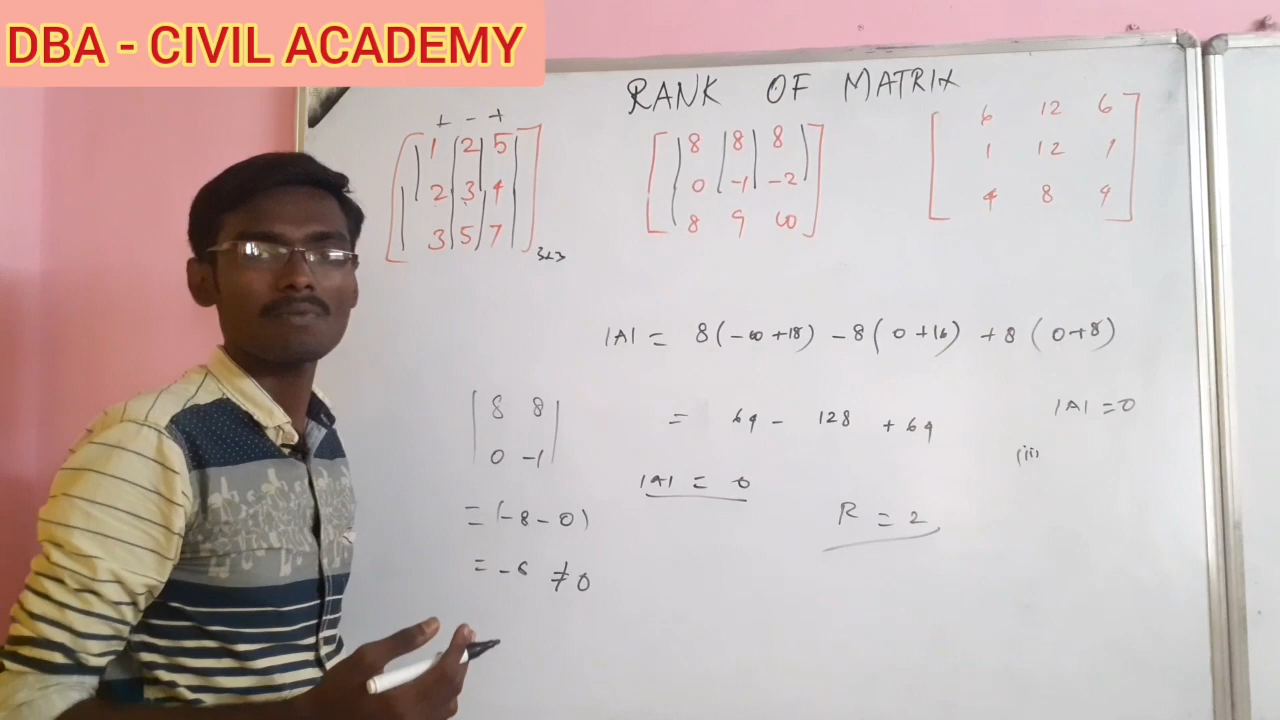 DBA - CIVIL ACADEMY
RANK OF MATRIX
+ - +
1 2 5
2 3 4
3 5 7
3x3
8 8 8
0 -1 -2
8 9 10
6 12 6
1 12 1
4 8 4
|A| = 8(-10+18) -8(0+16) +8(0+8)
= 64 - 128 + 64
|A| = 0
R = 2
8 8
0 -1
= (-8-0)
= -8 ≠0
|A| = 0
(ii)